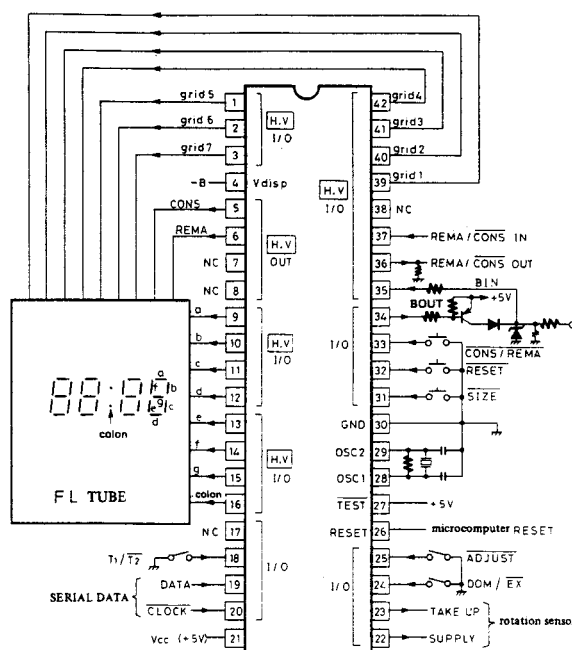 grid5 1 H.V I/O 42 grid4
grid6 2 41 grid3
grid7 3 40 grid2
-B 4 Vdisp 39 grid1
CONS 5 H.V OUT H.V I/O 38 NC
REMA 6 37 REMA/CONS IN
NC 7 36 REMA/CONS OUT
NC 8 35 BIN
a 9 H.V I/O I/O 34 BOUT +5V
b 10 33 CONS/REMA
c 11 32 RESET
d 12 31 SIZE
e 13 H.V I/O GND 30
f 14 OSC2 29
g 15 OSC1 28
colon 16 TEST 27 +5V
NC 17 I/O RESET 26 microcomputer RESET
T1/T2 18 I/O 25 ADJUST
DATA 19 24 DOM/EX
SERIAL DATA
CLOCK 20 23 TAKE UP
rotation senso
Vcc (+5V) 21 22 SUPPLY
88:88
a
f b
g
e c
d
colon
FL TUBE